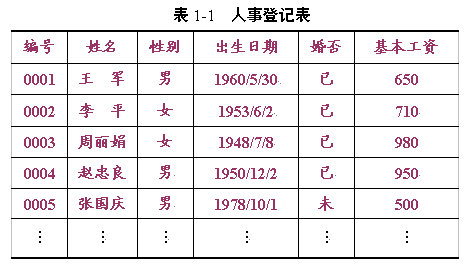 表 1-1 人事登记表
编号 姓名 性别 出生日期 婚否 基本工资
0001 王 军 男 1960/5/30 已 650
0002 李 平 女 1953/6/2 已 710
0003 周丽娟 女 1948/7/8 已 980
0004 赵忠良 男 1950/12/2 已 950
0005 张国庆 男 1978/10/1 未 500
⋮ ⋮ ⋮ ⋮ ⋮ ⋮